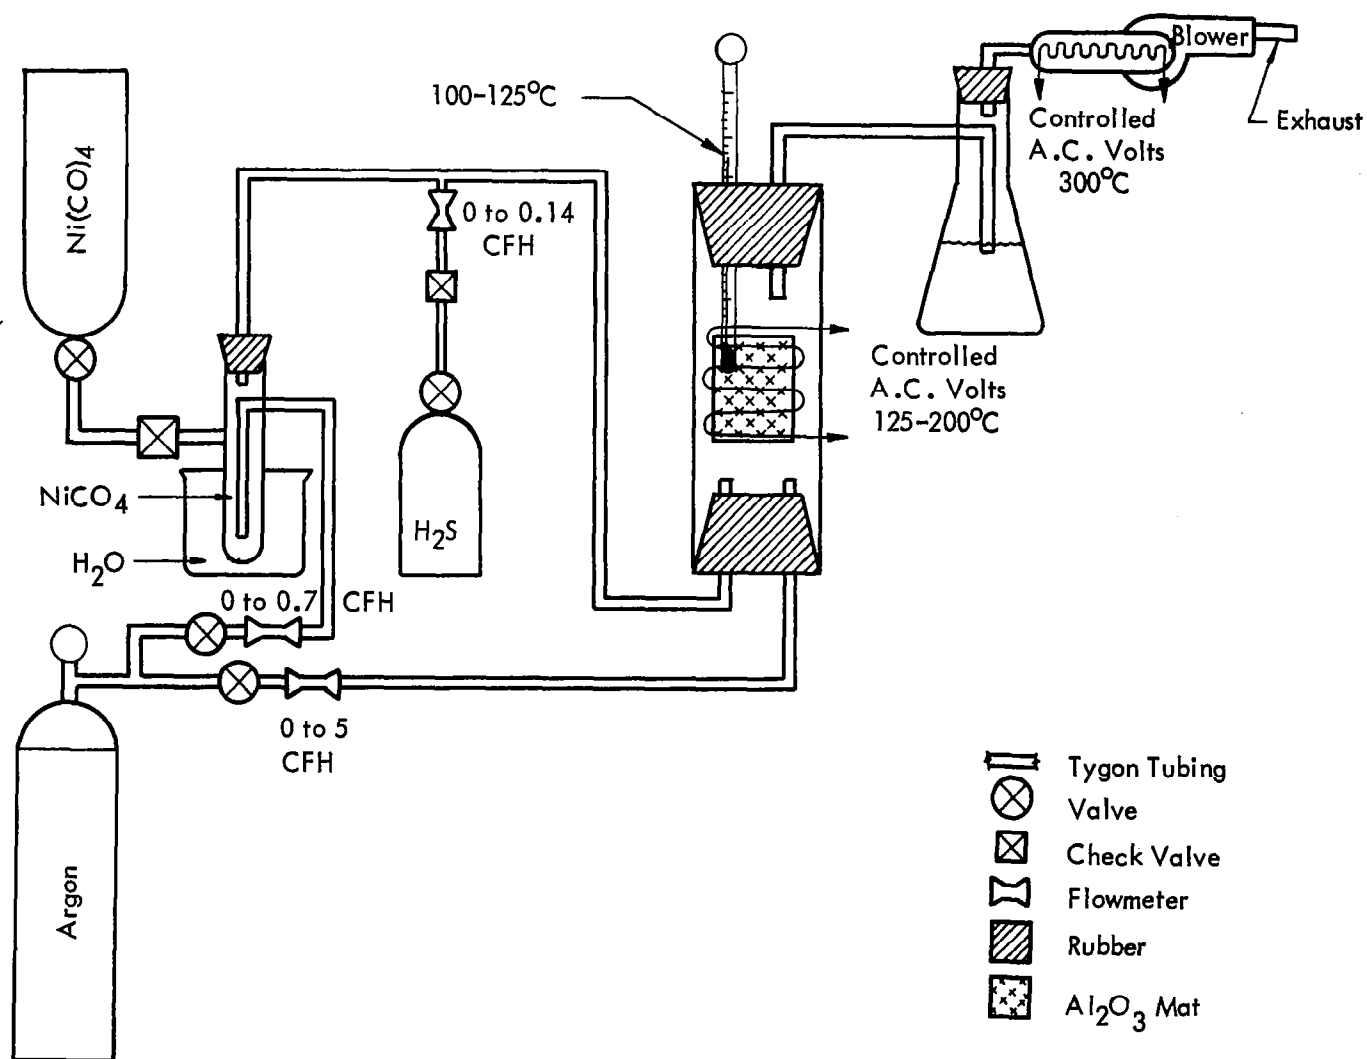 Ni(CO)4
100-125°C
Blower
Exhaust
Controlled
A.C. Volts
300°C
0 to 0.14
CFH
Controlled
A.C. Volts
125-200°C
NiCO4
H2O
H2S
0 to 0.7 CFH
0 to 5
CFH
Argon
Tygon Tubing
Valve
Check Valve
Flowmeter
Rubber
Al2O3 Mat